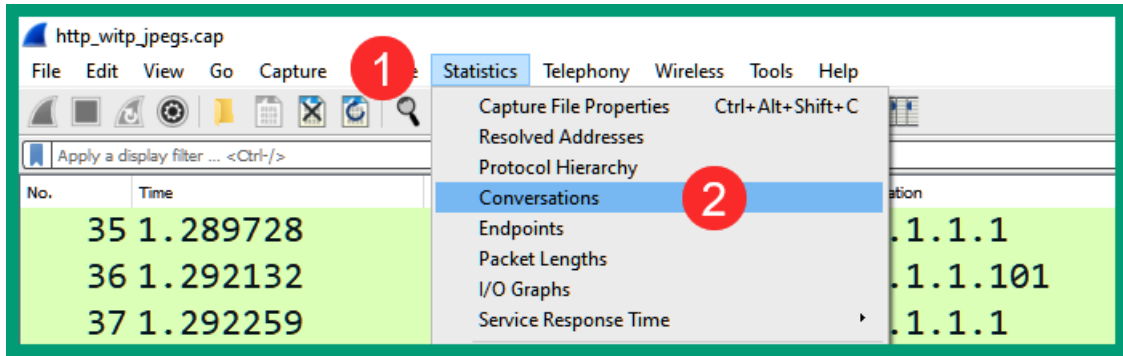 http_witp_jpegs.cap
File Edit View Go Capture 1 e Statistics Telephony Wireless Tools Help
Capture File Properties Ctrl+Alt+Shift+C
Resolved Addresses
Apply a display filter ... <Ctrl-/>
Protocol Hierarchy
No. Time ation
Conversations 2
Endpoints
35 1.289728 .1.1.1
Packet Lengths
36 1.292132 .1.1.101
I/O Graphs
37 1.292259 .1.1.1
Service Response Time